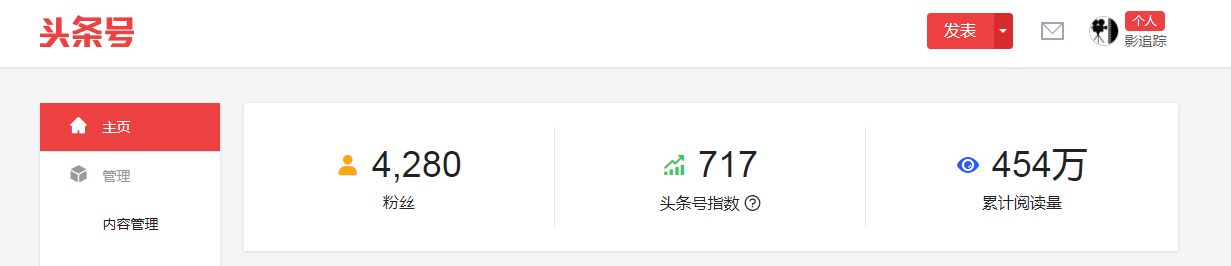 头条号
发表
个人
影追踪
主页
管理
内容管理
4,280
粉丝
717
头条号指数 ?
454万
累计阅读量